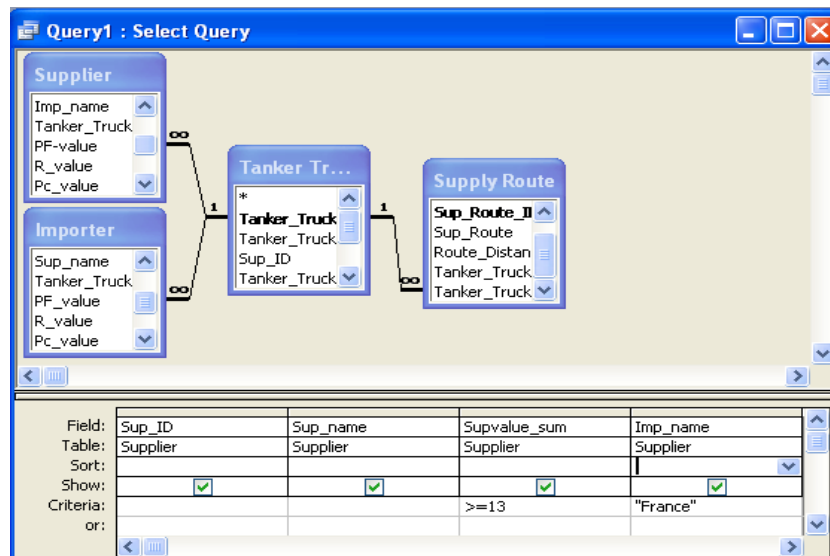 Query1 : Select Query
Supplier
Imp_name
Tanker_Truck
PF-value
R_value
Pc_value
Importer
Sup_name
Tanker_Truck
PF_value
R_value
Pc_value
Tanker Tr...
*
Tanker_Truck
Tanker_Truck
Sup_ID
Tanker_Truck
Supply Route
Sup_Route_I
Sup_Route
Route_Distan
Tanker_Truck
Tanker_Truck
∞
∞
1
1
∞
Field: Sup_ID Sup_name Supvalue_sum Imp_name
Table: Supplier Supplier Supplier Supplier
Sort:
Show:
Criteria: >=13 "France"
or: